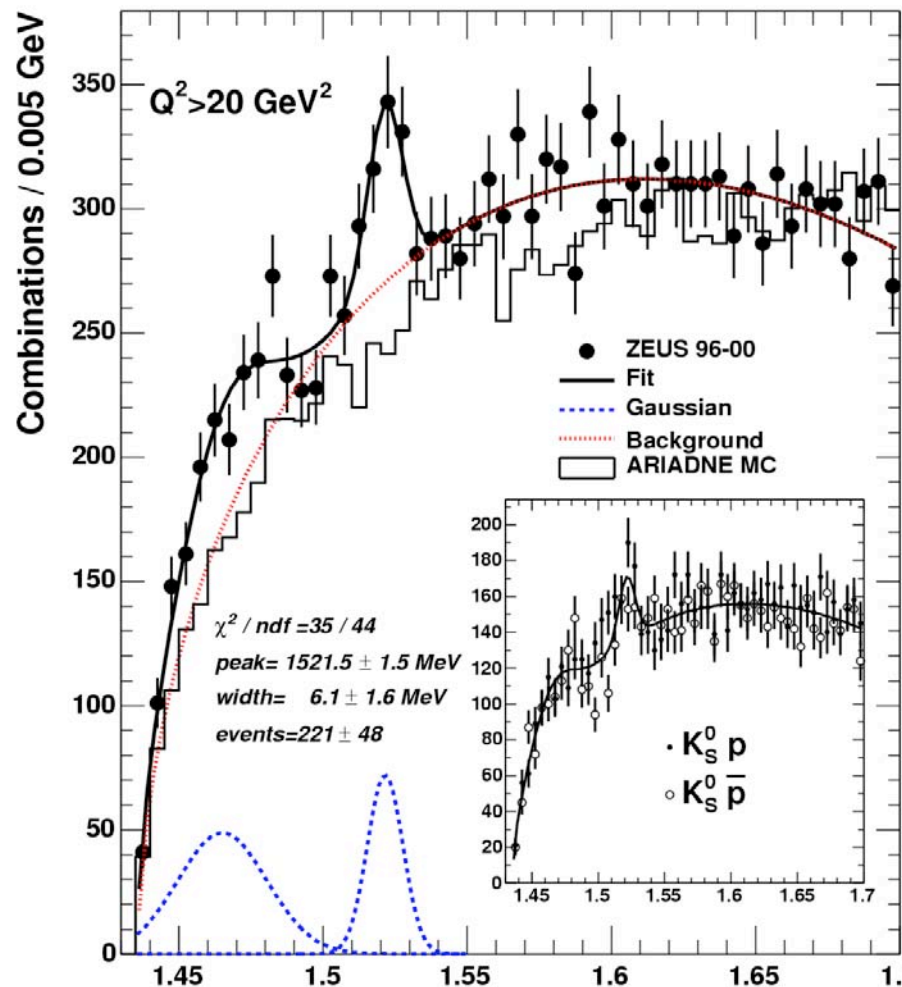 Combinations / 0.005 GeV
350
300
250
200
150
100
50
0
Q²>20 GeV²
ZEUS 96-00
Fit
Gaussian
Background
ARIADNE MC
χ² / ndf =35 / 44
peak= 1521.5 ± 1.5 MeV
width= 6.1 ± 1.6 MeV
events=221 ± 48
200
180
160
140
120
100
80
60
40
20
0
K⁰S p
K⁰S p̅
1.45 1.5 1.55 1.6 1.65 1.7
1.45 1.5 1.55 1.6 1.65 1.